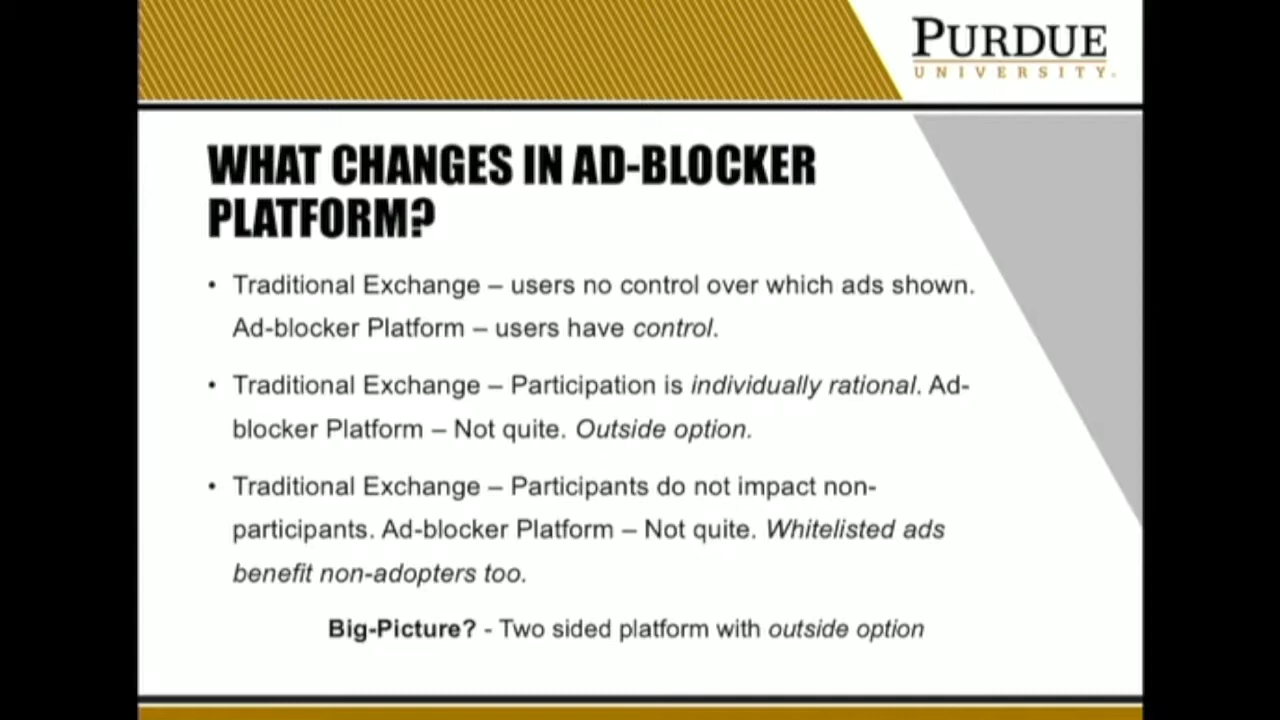 PURDUE
UNIVERSITY.
WHAT CHANGES IN AD-BLOCKER
PLATFORM?
• Traditional Exchange – users no control over which ads shown.
Ad-blocker Platform – users have control.
• Traditional Exchange – Participation is individually rational. Ad-
blocker Platform – Not quite. Outside option.
• Traditional Exchange – Participants do not impact non-
participants. Ad-blocker Platform – Not quite. Whitelisted ads
benefit non-adopters too.
Big-Picture? - Two sided platform with outside option